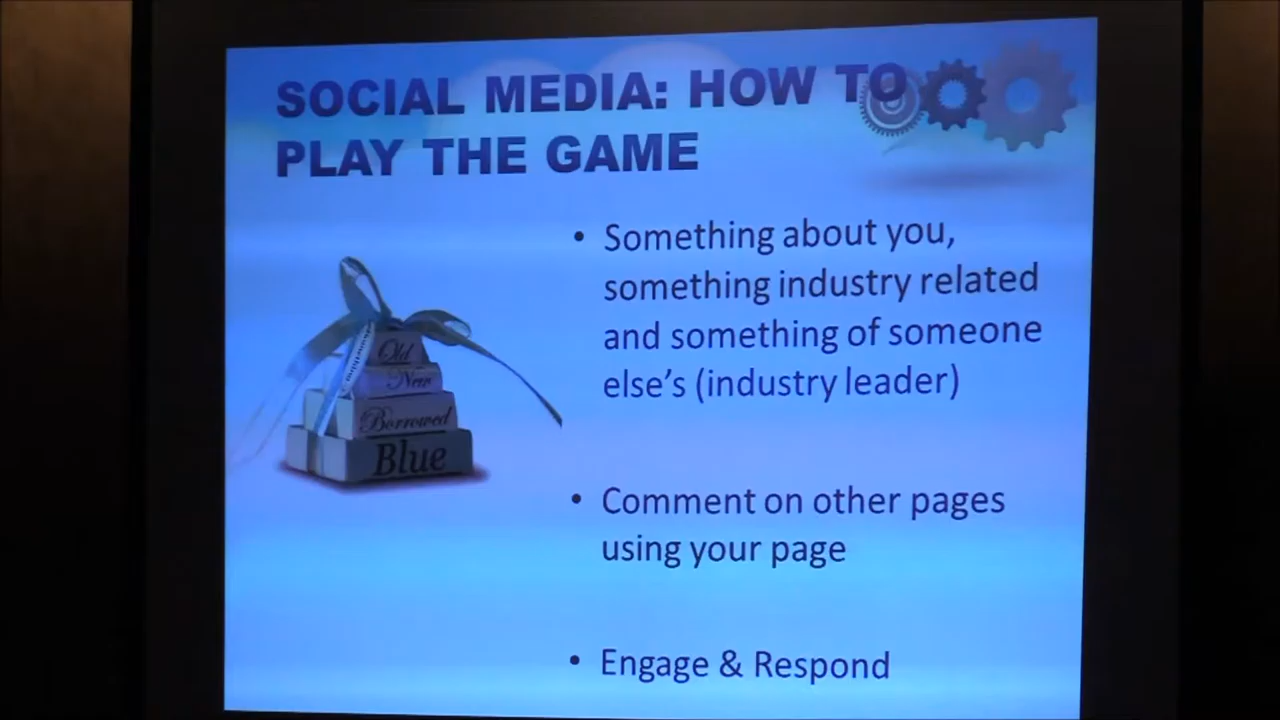 SOCIAL MEDIA: HOW TO
PLAY THE GAME
• Something about you,
something industry related
and something of someone
else's (industry leader)
Old
New
Borrowed
Blue
• Comment on other pages
using your page
• Engage & Respond